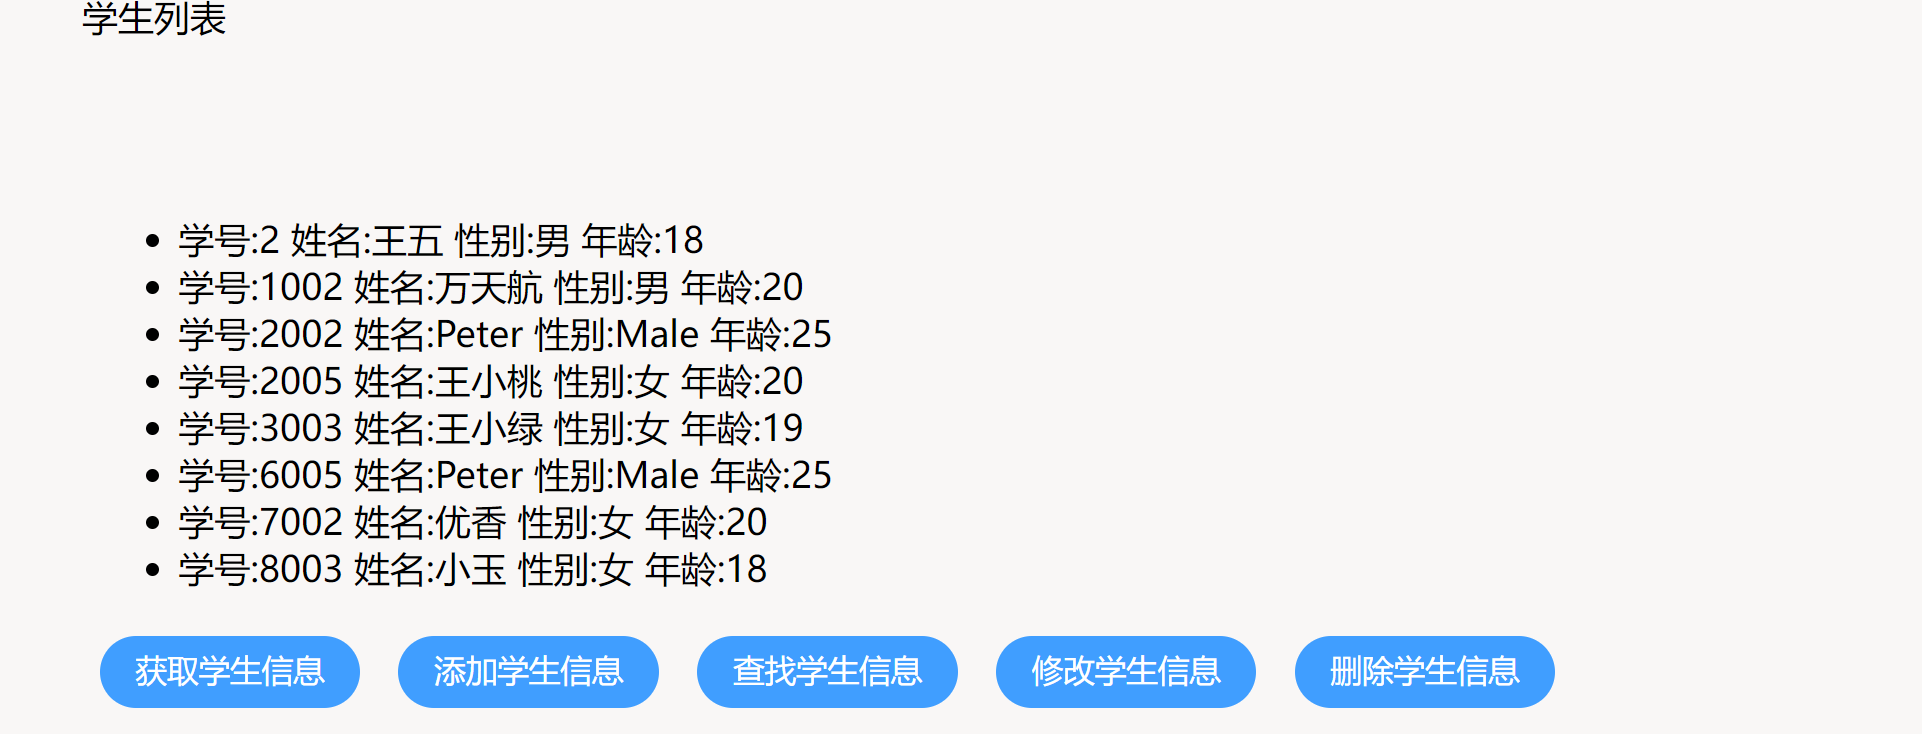 学生列表
学号:2 姓名:王五 性别:男 年龄:18
学号:1002 姓名:万天航 性别:男 年龄:20
学号:2002 姓名:Peter 性别:Male 年龄:25
学号:2005 姓名:王小桃 性别:女 年龄:20
学号:3003 姓名:王小绿 性别:女 年龄:19
学号:6005 姓名:Peter 性别:Male 年龄:25
学号:7002 姓名:优香 性别:女 年龄:20
学号:8003 姓名:小玉 性别:女 年龄:18
获取学生信息 添加学生信息 查找学生信息 修改学生信息 删除学生信息